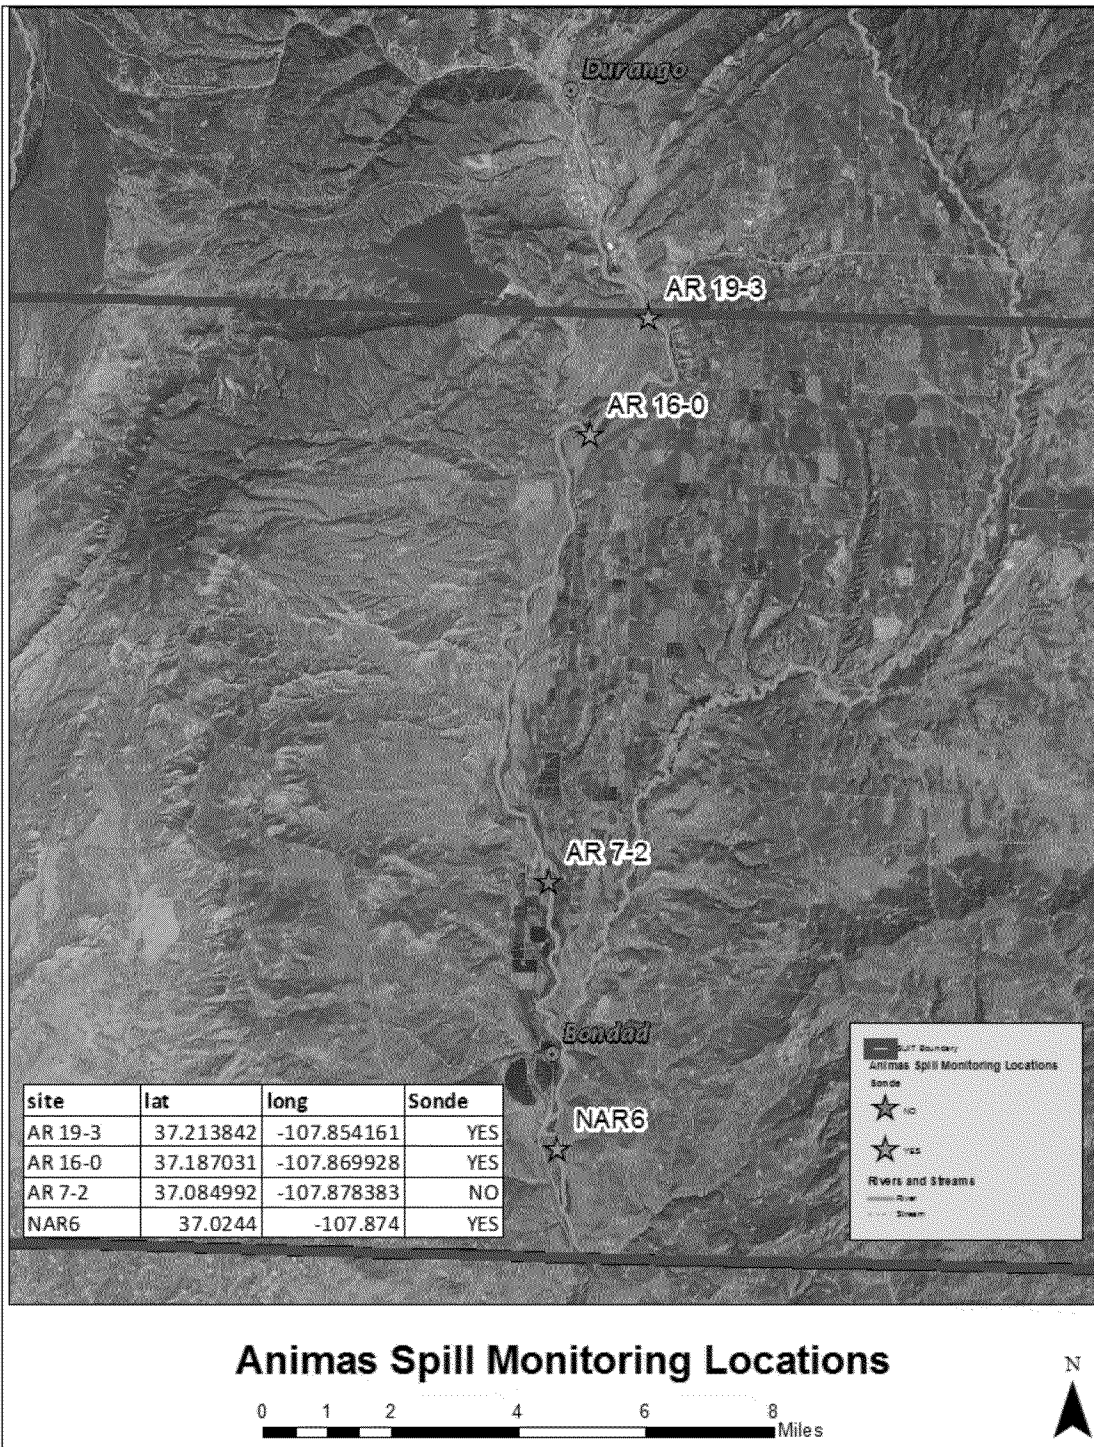 Durango
AR 19-3
AR 16-0
AR 7-2
Bondad
NAR6
site lat long Sonde
AR 19-3 37.213842 -107.854161 YES
AR 16-0 37.187031 -107.869928 YES
AR 7-2 37.084992 -107.878383 NO
NAR6 37.0244 -107.874 YES
Boundary
Animas Spill Monitoring Locations
Sonde
NO
YES
Rivers and Streams
River
Stream
Animas Spill Monitoring Locations
N
0 1 2 4 6 8
Miles